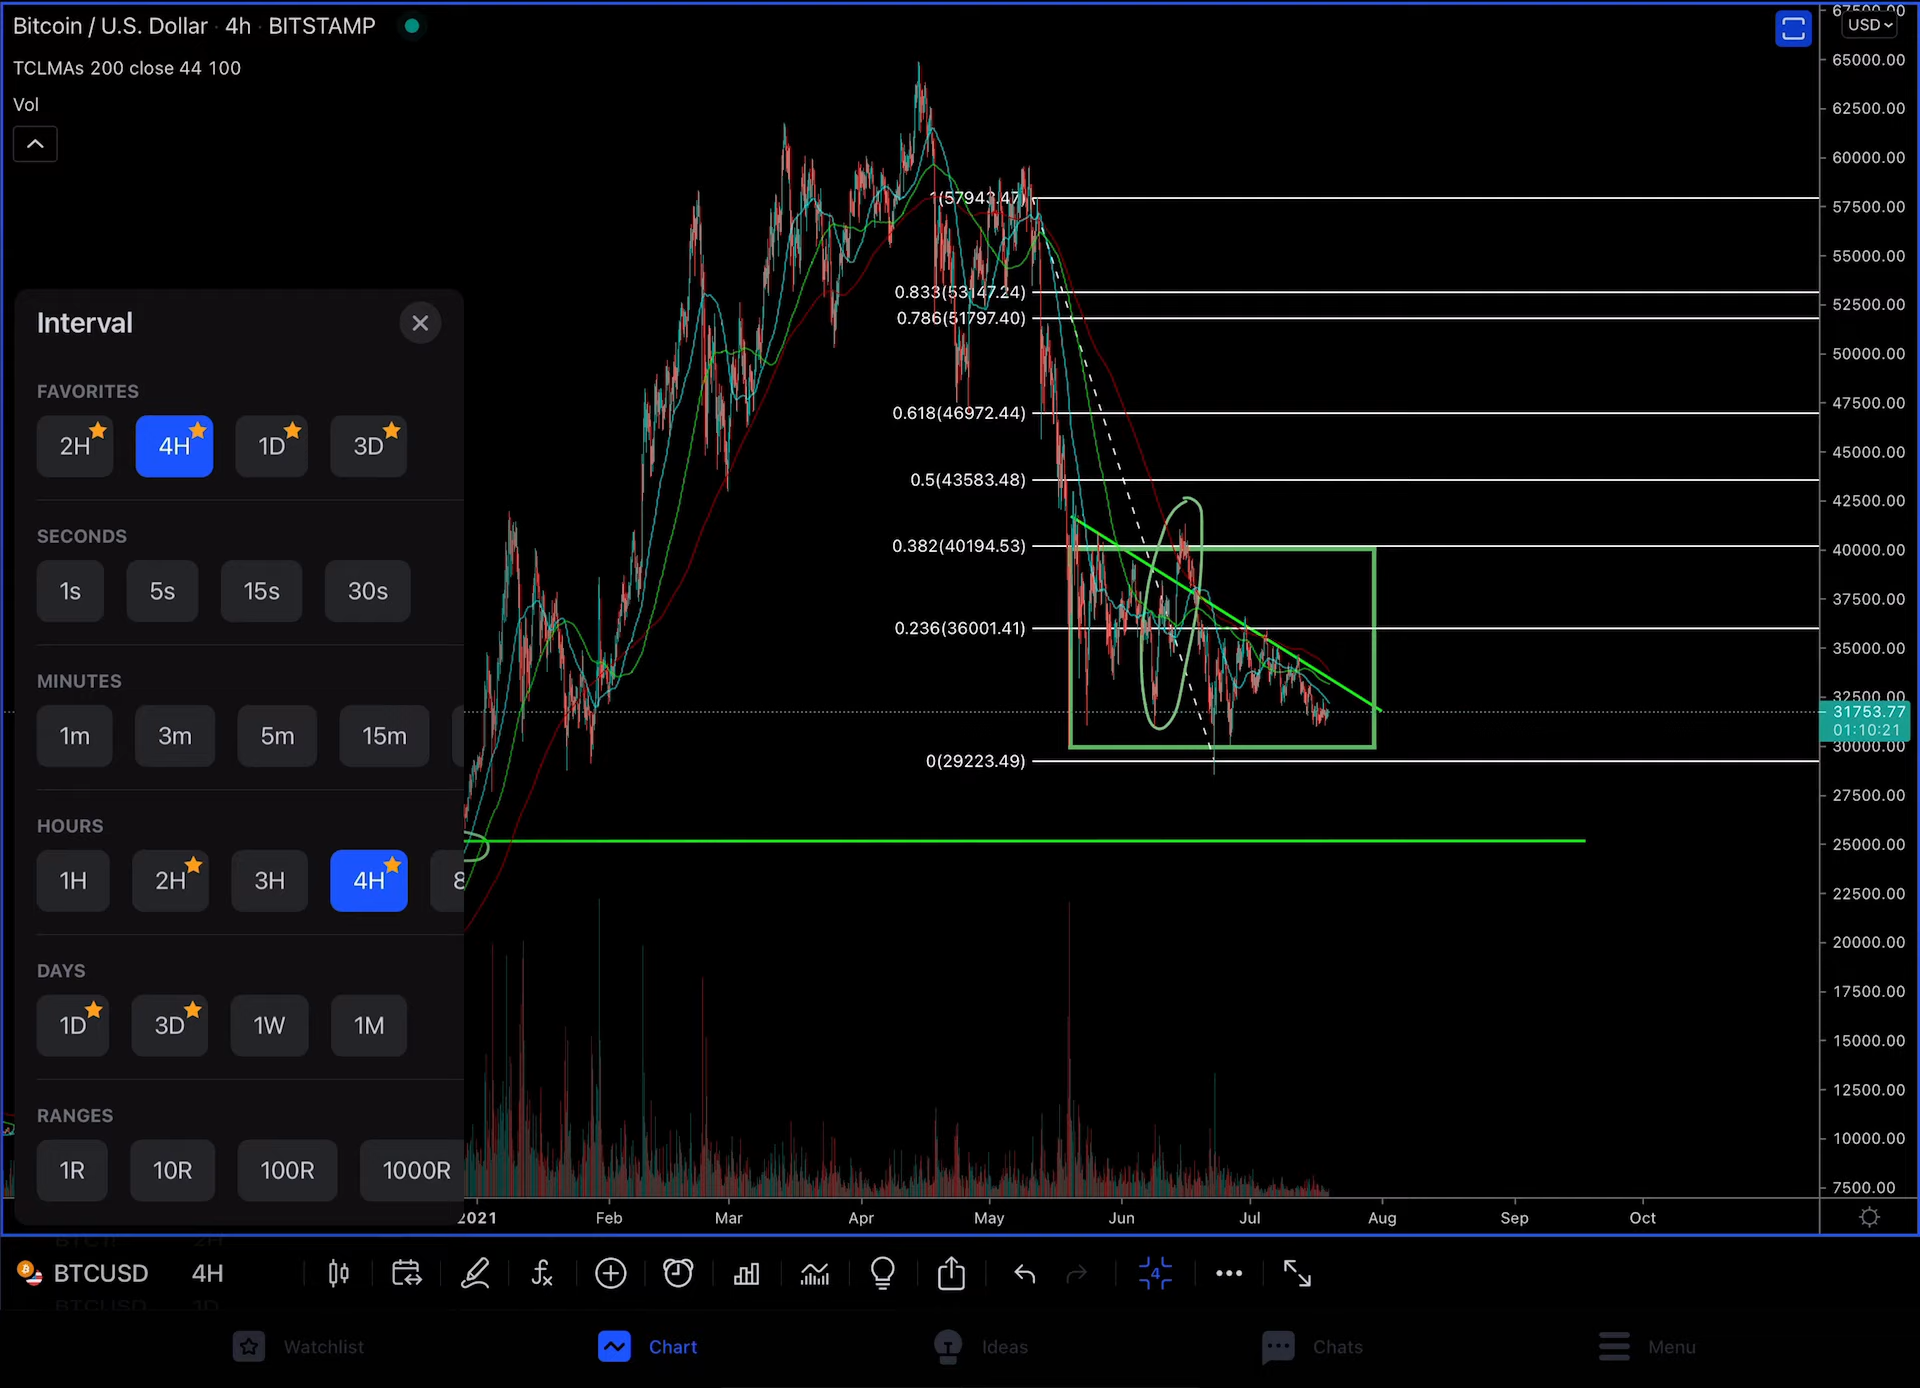 Bitcoin / U.S. Dollar · 4h · BITSTAMP
TCLMAs 200 close 44 100
Vol
USD
65000.00
62500.00
60000.00
57500.00
55000.00
52500.00
50000.00
47500.00
45000.00
42500.00
40000.00
37500.00
35000.00
32500.00
31753.77
01:10:21
30000.00
27500.00
25000.00
22500.00
20000.00
17500.00
15000.00
12500.00
10000.00
7500.00
1(57943.47)
0.833(53147.24)
0.786(51797.40)
0.618(46972.44)
0.5(43583.48)
0.382(40194.53)
0.236(36001.41)
0(29223.49)
Interval
FAVORITES
2H 4H 1D 3D
SECONDS
1s 5s 15s 30s
MINUTES
1m 3m 5m 15m
HOURS
1H 2H 3H 4H 8
DAYS
1D 3D 1W 1M
RANGES
1R 10R 100R 1000R
2021 Feb Mar Apr May Jun Jul Aug Sep Oct
BTCUSD 4H
4
Watchlist Chart Ideas Chats Menu